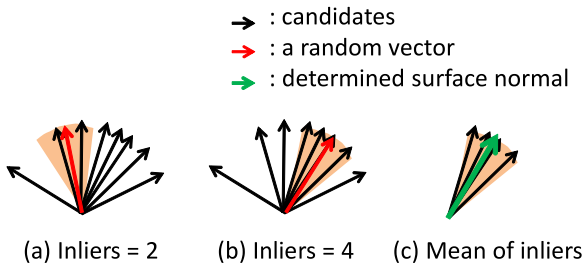 : candidates
: a random vector
: determined surface normal
(a) Inliers = 2
(b) Inliers = 4
(c) Mean of inliers